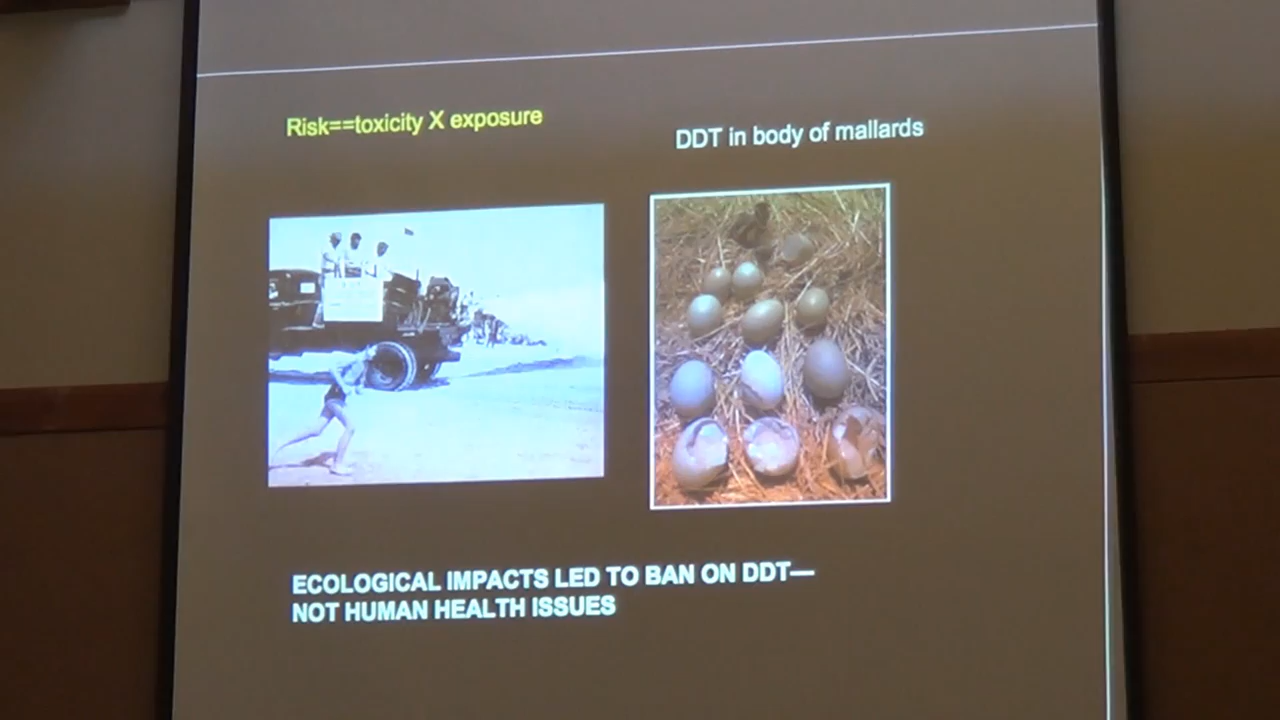 Risk==toxicity X exposure
DDT in body of mallards
ECOLOGICAL IMPACTS LED TO BAN ON DDT—
NOT HUMAN HEALTH ISSUES